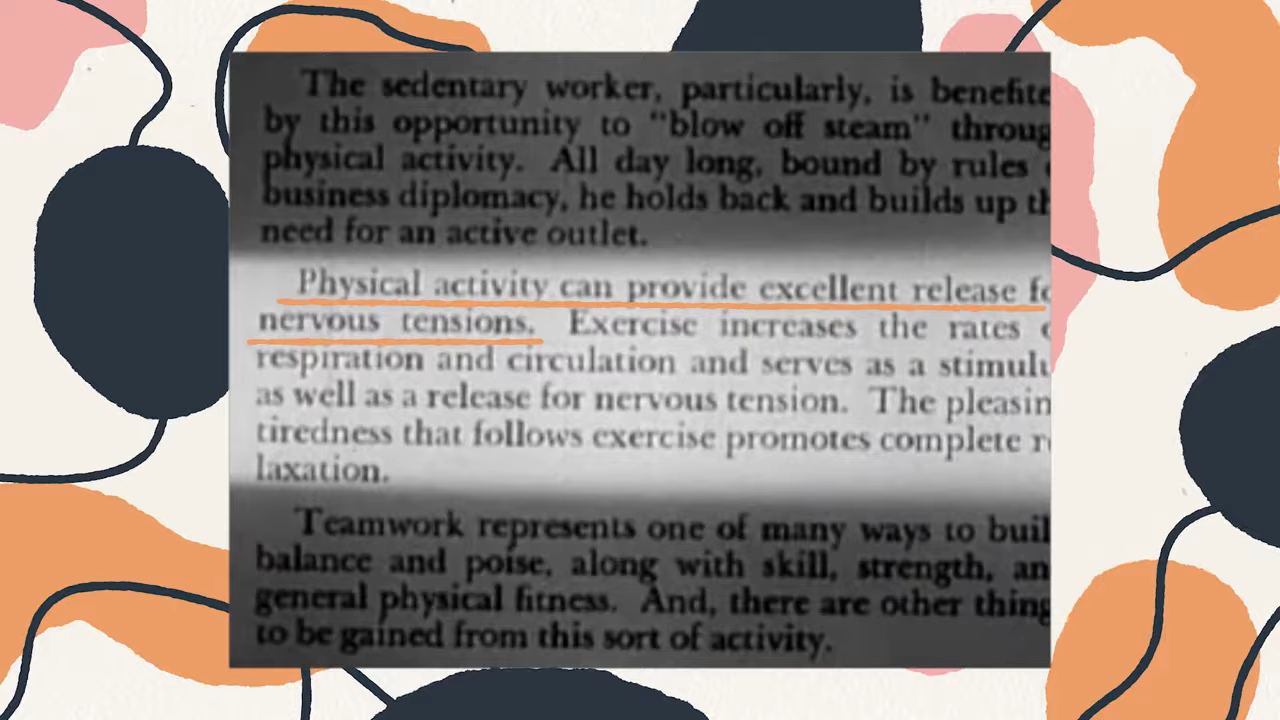 The sedentary worker, particularly, is benefite
by this opportunity to "blow off steam" throug
physical activity. All day long, bound by rules
business diplomacy, he holds back and builds up th
need for an active outlet.
Physical activity can provide excellent release fo
nervous tensions. Exercise increases the rates
respiration and circulation and serves as a stimulu
as well as a release for nervous tension. The pleasin
tiredness that follows exercise promotes complete re
laxation.
Teamwork represents one of many ways to buil
balance and poise, along with skill, strength, an
general physical fitness. And, there are other thing
to be gained from this sort of activity.